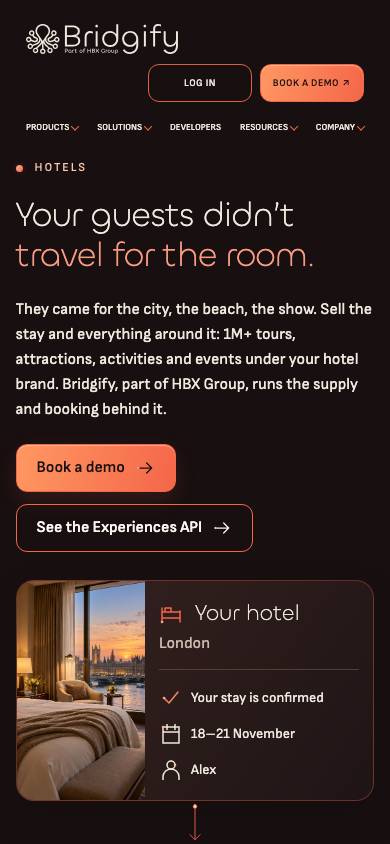 Bridgify
Part of HBX Group
LOG IN
BOOK A DEMO ↗
PRODUCTS
SOLUTIONS
DEVELOPERS
RESOURCES
COMPANY
HOTELS
Your guests didn't
travel for the room.
They came for the city, the beach, the show. Sell the
stay and everything around it: 1M+ tours,
attractions, activities and events under your hotel
brand. Bridgify, part of HBX Group, runs the supply
and booking behind it.
Book a demo →
See the Experiences API →
Your hotel
London
Your stay is confirmed
18–21 November
Alex